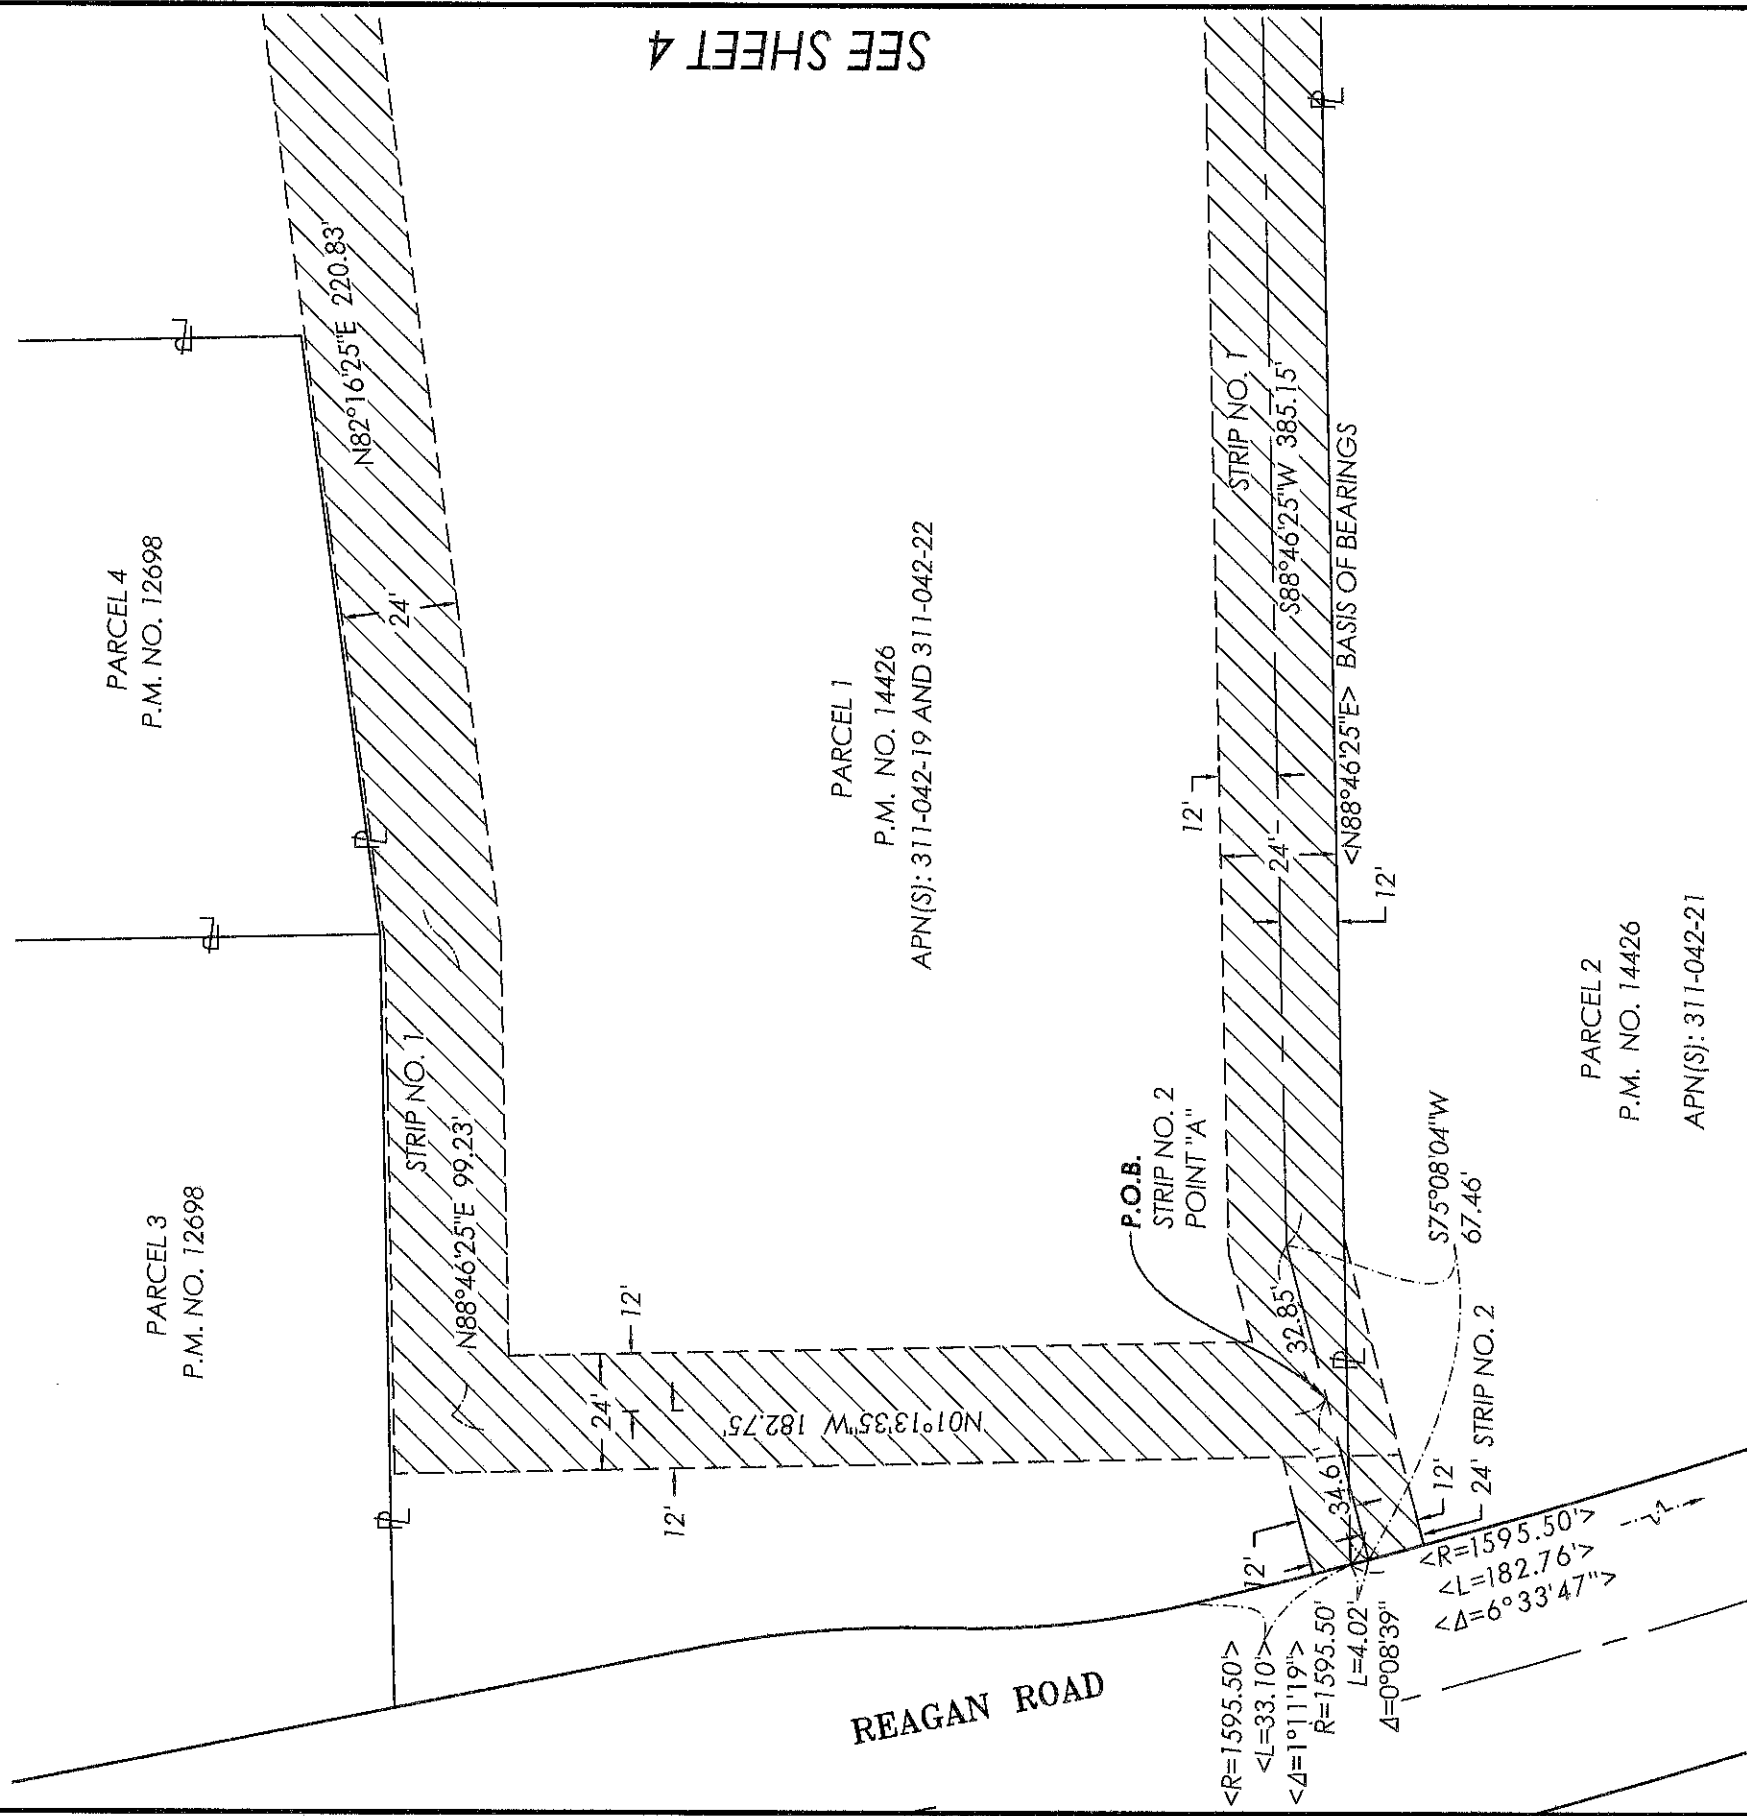 SEE SHEET 4
PARCEL 4
P.M. NO. 12698
N82°16'25"E 220.83'
24'
PARCEL 3
P.M. NO. 12698
STRIP NO. 1
N88°46'25"E 99.23'
PARCEL 1
P.M. NO. 14426
APN(S): 311-042-19 AND 311-042-22
STRIP NO. 1
S88°46'25"W 385.15'
<N88°46'25"E> BASIS OF BEARINGS
12'
24'
12'
12'
24'
12'
N01°13'35"W 182.75'
P.O.B.
STRIP NO. 2
POINT "A"
32.85'
34.61'
S75°08'04"W
67.46'
12'
12'
24' STRIP NO. 2
PARCEL 2
P.M. NO. 14426
APN(S): 311-042-21
REAGAN ROAD
<R=1595.50'>
<L=33.10'>
<Δ=1°11'19">
R=1595.50'
L=4.02'
Δ=0°08'39"
<R=1595.50'>
<L=182.76'>
<Δ=6°33'47">